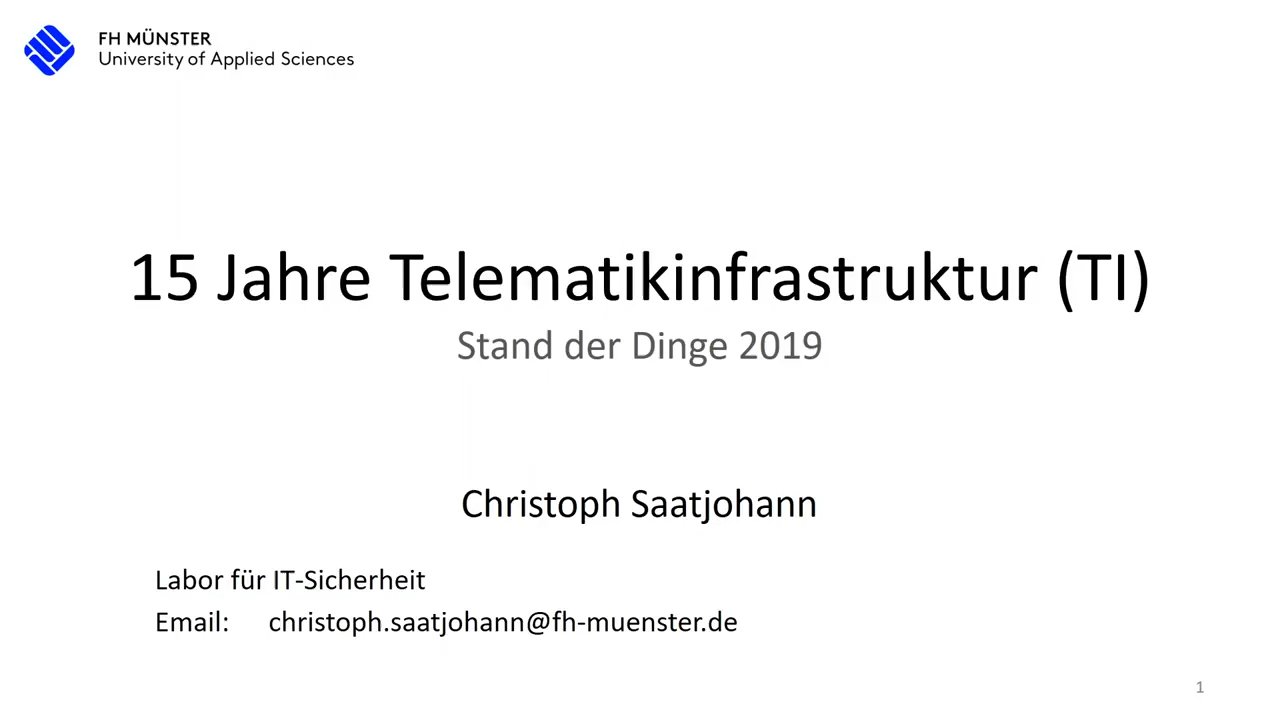 FH MÜNSTER
University of Applied Sciences
15 Jahre Telematikinfrastruktur (TI)
Stand der Dinge 2019
Christoph Saatjohann
Labor für IT-Sicherheit
Email: christoph.saatjohann@fh-muenster.de
1